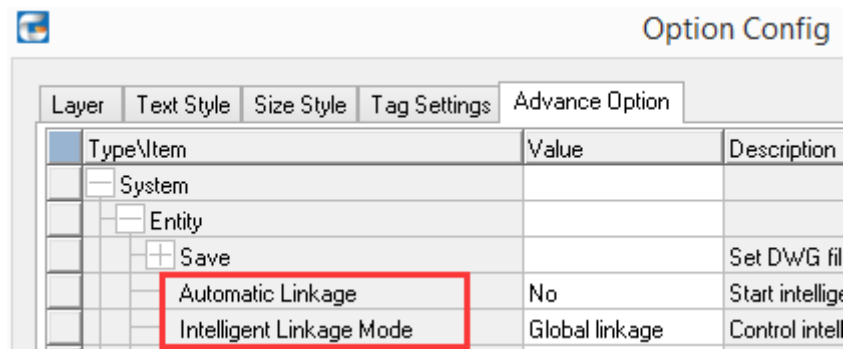 Option Config
Layer Text Style Size Style Tag Settings Advance Option
Type\Item Value Description
System
Entity
Save Set DWG fil
Automatic Linkage No Start intellige
Intelligent Linkage Mode Global linkage Control intell